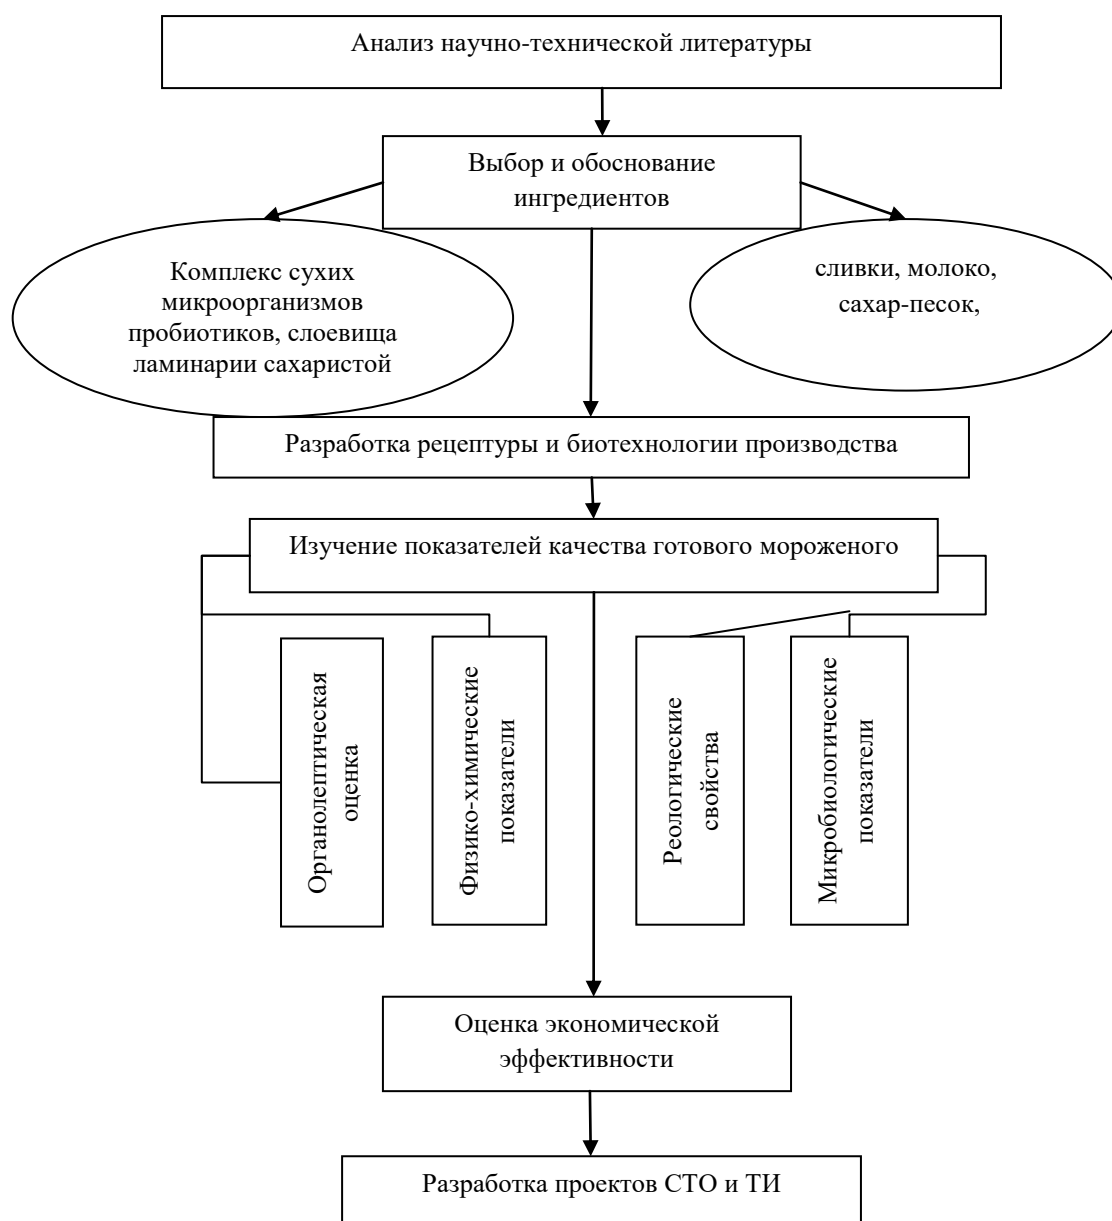 Анализ научно-технической литературы
Выбор и обоснование
ингредиентов
Комплекс сухих
микроорганизмов
пробиотиков, слоевища
ламинарии сахаристой
сливки, молоко,
сахар-песок,
Разработка рецептуры и биотехнологии производства
Изучение показателей качества готового мороженого
Органолептическая
оценка
Физико-химические
показатели
Реологические
свойства
Микробиологические
показатели
Оценка экономической
эффективности
Разработка проектов СТО и ТИ